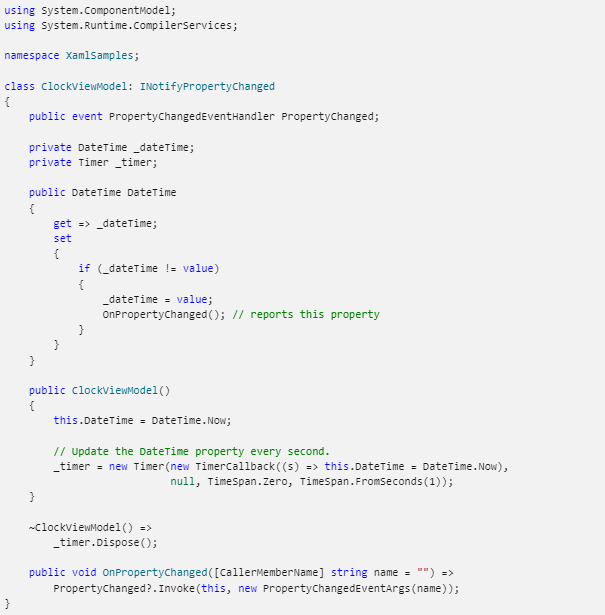 using System.ComponentModel;
using System.Runtime.CompilerServices;

namespace XamlSamples;

class ClockViewModel: INotifyPropertyChanged
{
    public event PropertyChangedEventHandler PropertyChanged;

    private DateTime _dateTime;
    private Timer _timer;

    public DateTime DateTime
    {
        get => _dateTime;
        set
        {
            if (_dateTime != value)
            {
                _dateTime = value;
                OnPropertyChanged(); // reports this property
            }
        }
    }

    public ClockViewModel()
    {
        this.DateTime = DateTime.Now;

        // Update the DateTime property every second.
        _timer = new Timer(new TimerCallback((s) => this.DateTime = DateTime.Now),
                           null, TimeSpan.Zero, TimeSpan.FromSeconds(1));
    }

    ~ClockViewModel() =>
        _timer.Dispose();

    public void OnPropertyChanged([CallerMemberName] string name = "") =>
        PropertyChanged?.Invoke(this, new PropertyChangedEventArgs(name));
}